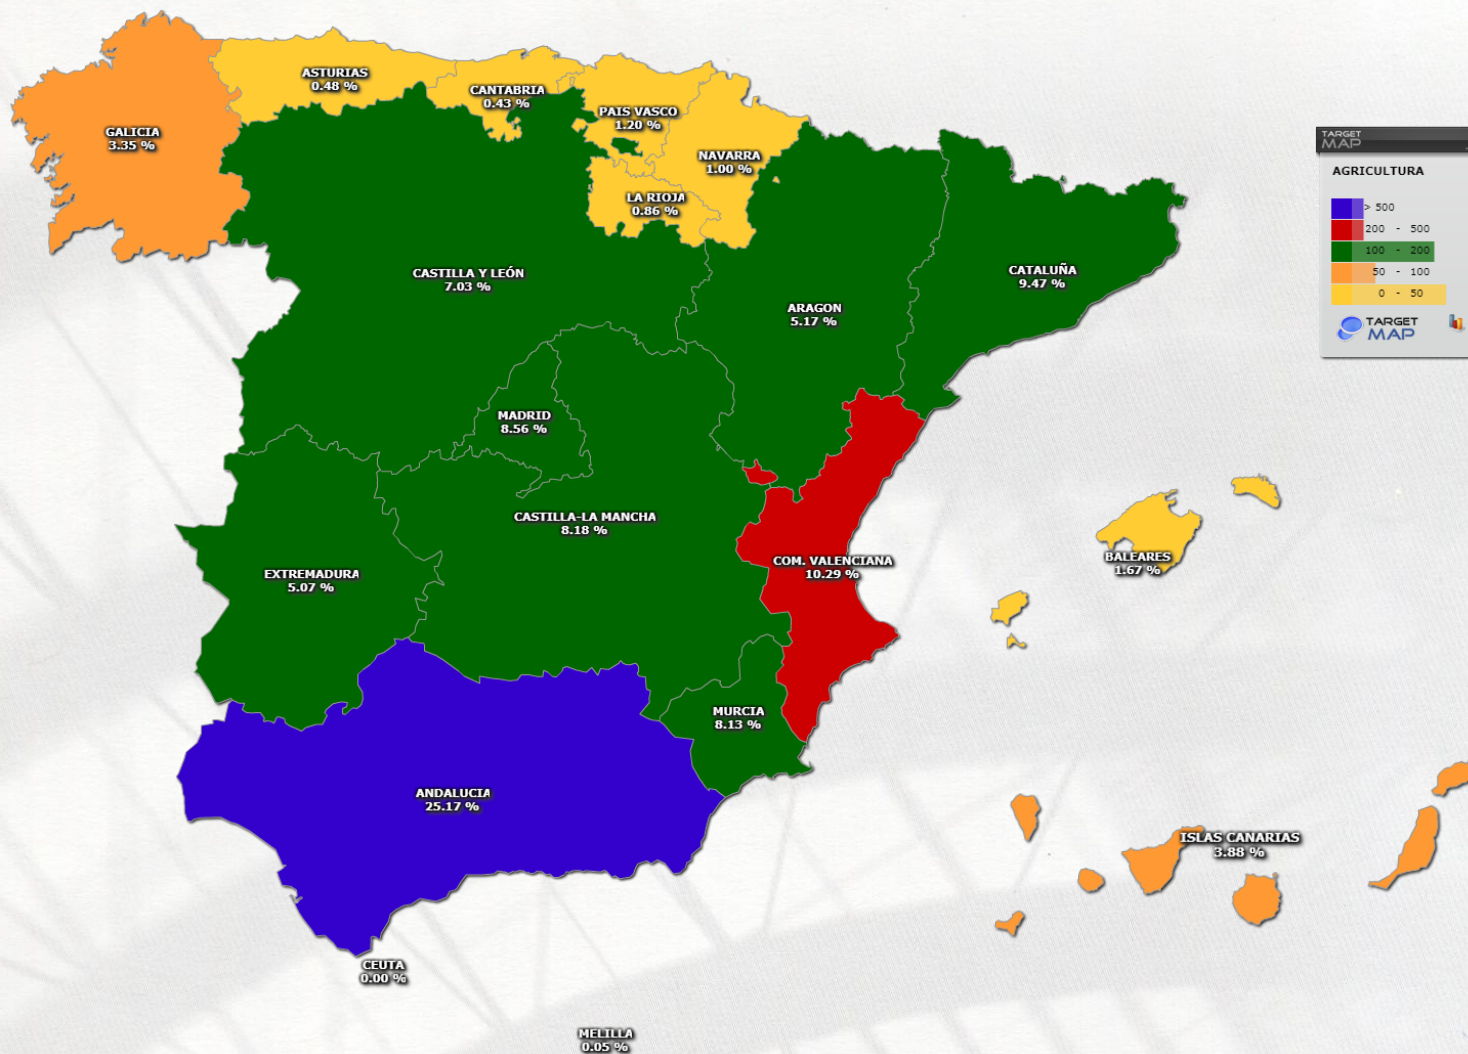 ASTURIAS
0.48 %
CANTABRIA
0.43 %
PAIS VASCO
1.20 %
GALICIA
3.35 %
NAVARRA
1.00 %
LA RIOJA
0.86 %
CASTILLA Y LEÓN
7.03 %
ARAGON
5.17 %
CATALUÑA
9.47 %
MADRID
8.56 %
CASTILLA-LA MANCHA
8.18 %
COM. VALENCIANA
10.29 %
BALEARES
1.67 %
EXTREMADURA
5.07 %
MURCIA
8.13 %
ANDALUCIA
25.17 %
ISLAS CANARIAS
3.88 %
CEUTA
0.00 %
MELILLA
0.05 %
TARGET
MAP
AGRICULTURA
> 500
200 - 500
100 - 200
50 - 100
0 - 50
TARGET
MAP